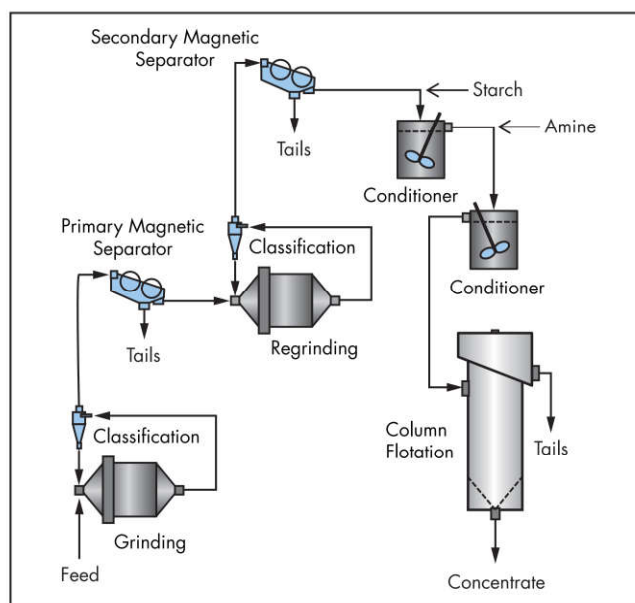 Secondary Magnetic
Separator
Starch
Tails
Amine
Conditioner
Primary Magnetic
Separator
Classification
Conditioner
Tails
Regrinding
Classification
Column
Flotation
Tails
Grinding
Feed
Concentrate